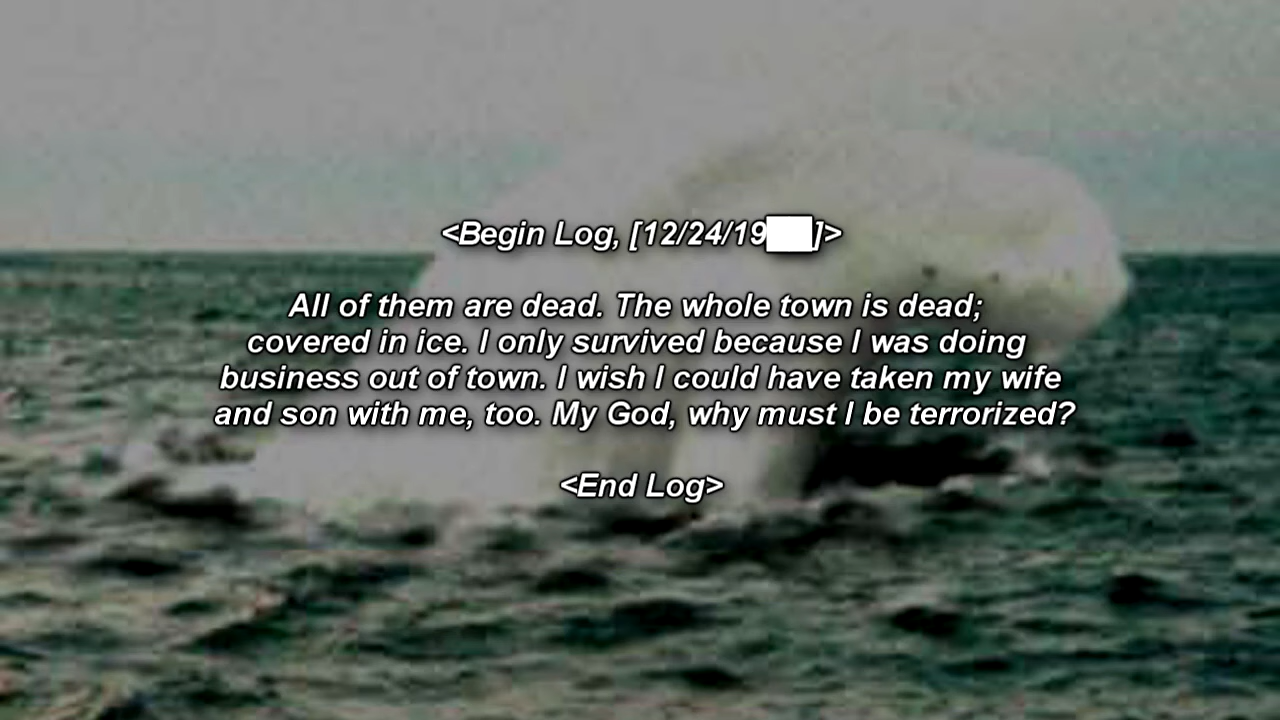 <Begin Log, [12/24/19██]>
All of them are dead. The whole town is dead;
covered in ice. I only survived because I was doing
business out of town. I wish I could have taken my wife
and son with me, too. My God, why must I be terrorized?
<End Log>